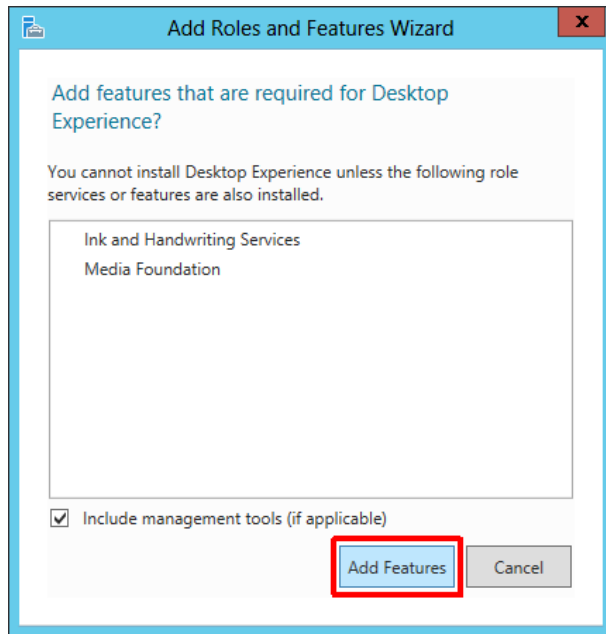 Add Roles and Features Wizard
x
Add features that are required for Desktop
Experience?
You cannot install Desktop Experience unless the following role
services or features are also installed.
Ink and Handwriting Services
Media Foundation
Include management tools (if applicable)
Add Features
Cancel